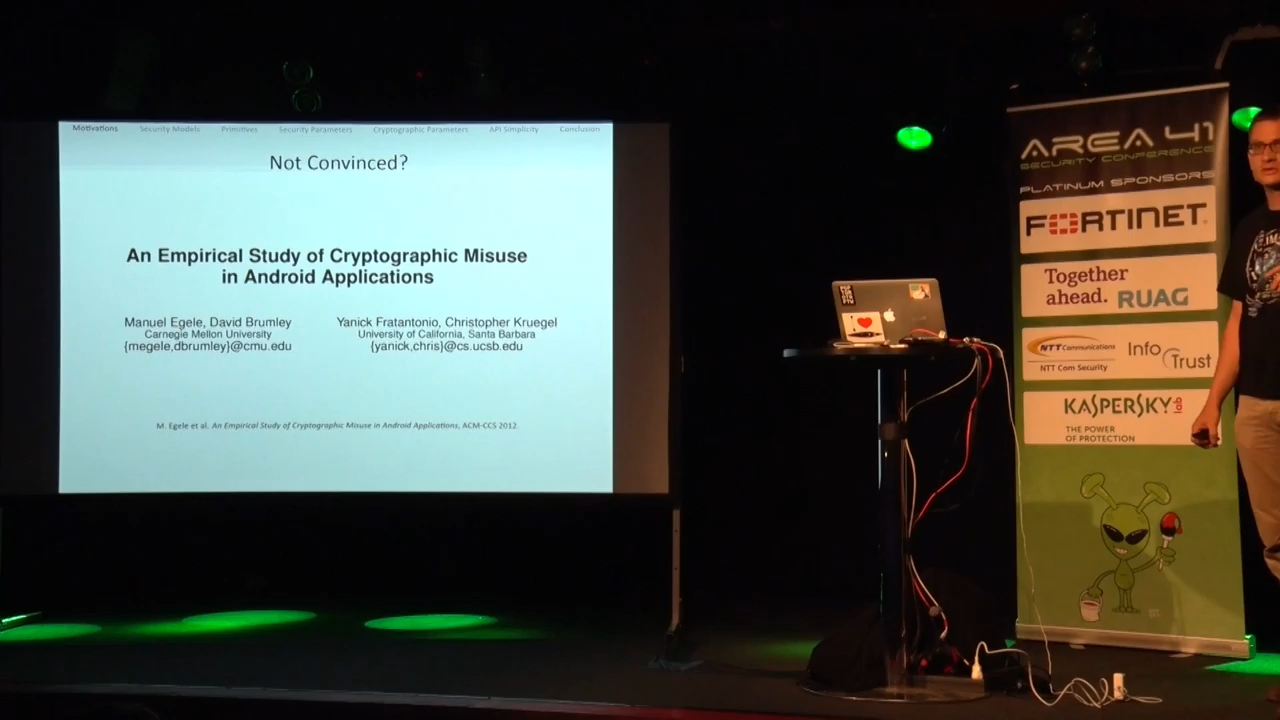 Motivations Security Models Primitives Security Parameters Cryptographic Parameters API Simplicity Conclusion
Not Convinced?
An Empirical Study of Cryptographic Misuse
in Android Applications
Manuel Egele, David Brumley
Carnegie Mellon University
{megele,dbrumley}@cmu.edu
Yanick Fratantonio, Christopher Kruegel
University of California, Santa Barbara
{yanick,chris}@cs.ucsb.edu
M. Egele et al. An Empirical Study of Cryptographic Misuse in Android Applications, ACM-CCS 2012.
AREA 41
SECURITY CONFERENCE
PLATINUM SPONSORS
FORTINET
Together
ahead. RUAG
NTT Communications
NTT Com Security
Info
Trust
KASPERSKY lab
THE POWER
OF PROTECTION